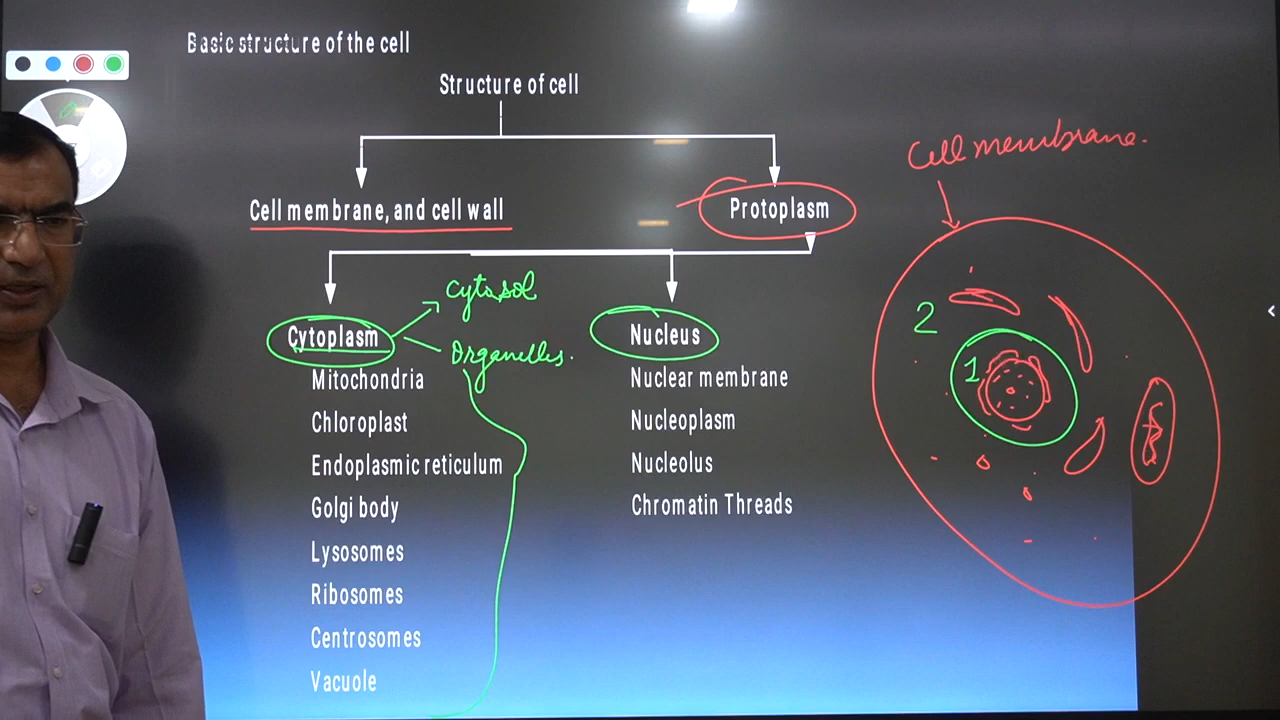 Basic structure of the cell
Structure of cell
Cell membrane.
Cell membrane, and cell wall
Protoplasm
Cytosol
Cytoplasm
Organelles.
Nucleus
Mitochondria
Chloroplast
Endoplasmic reticulum
Golgi body
Lysosomes
Ribosomes
Centrosomes
Vacuole
Nuclear membrane
Nucleoplasm
Nucleolus
Chromatin Threads
2
1